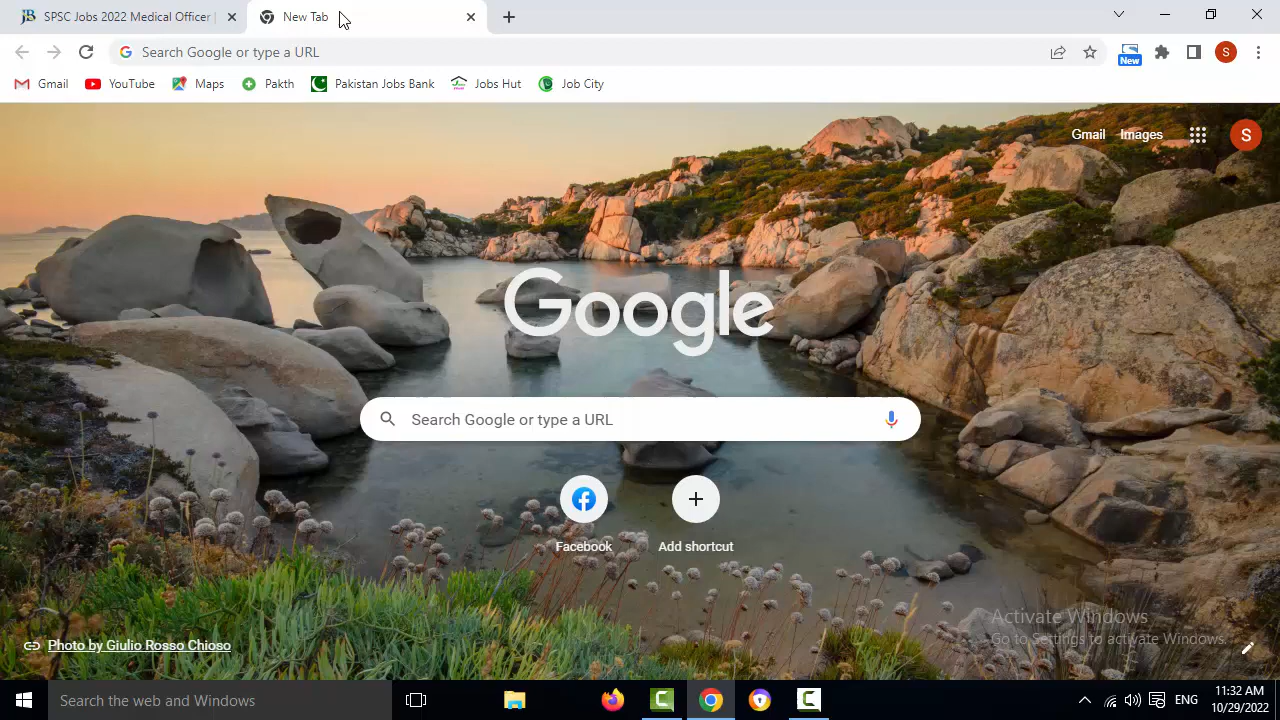 SPSC Jobs 2022 Medical Officer
New Tab
Search Google or type a URL
New
S
Gmail
YouTube
Maps
Pakth
Pakistan Jobs Bank
Jobs Hut
Job City
Gmail
Images
S
Google
Search Google or type a URL
Facebook
Add shortcut
Activate Windows
Go to Settings to activate Windows.
Photo by Giulio Rosso Chioso
Search the web and Windows
ENG
11:32 AM
10/29/2022